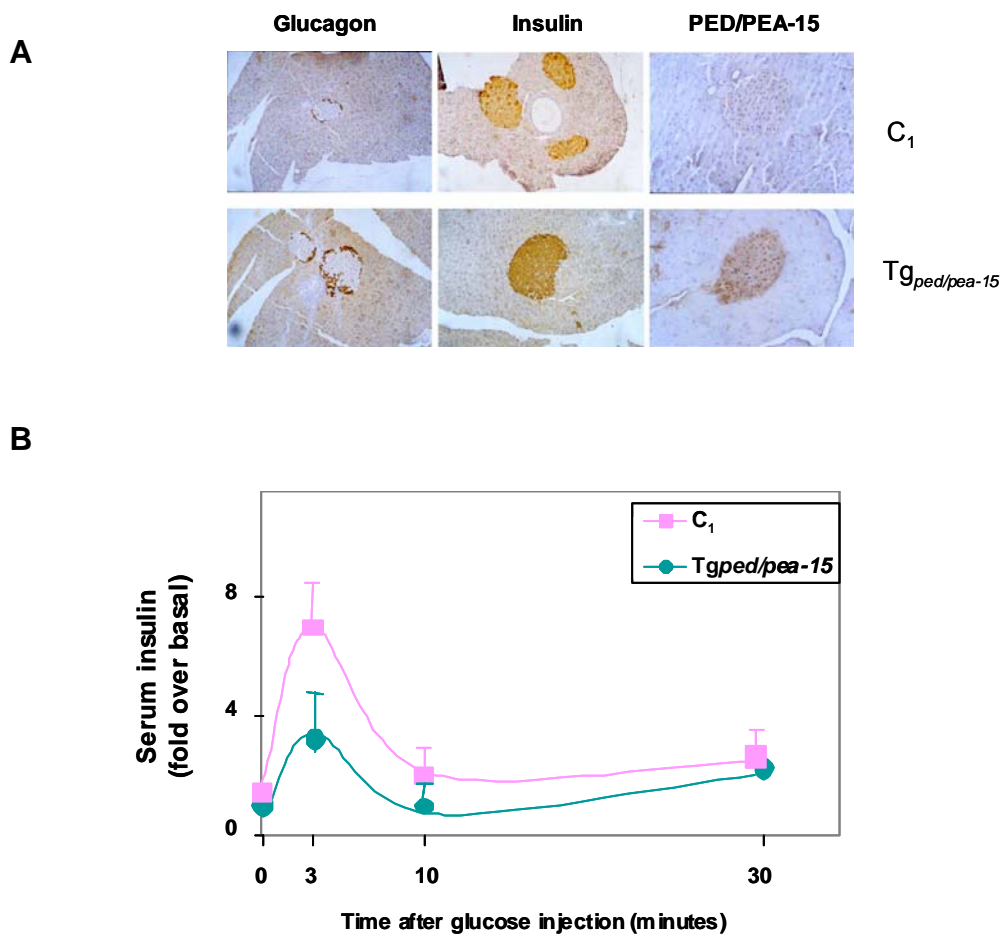 A
Glucagon Insulin PED/PEA-15
C1
Tgped/pea-15
B
C1
Tgped/pea-15
8
4
0
Serum insulin
(fold over basal)
0 3 10 30
Time after glucose injection (minutes)